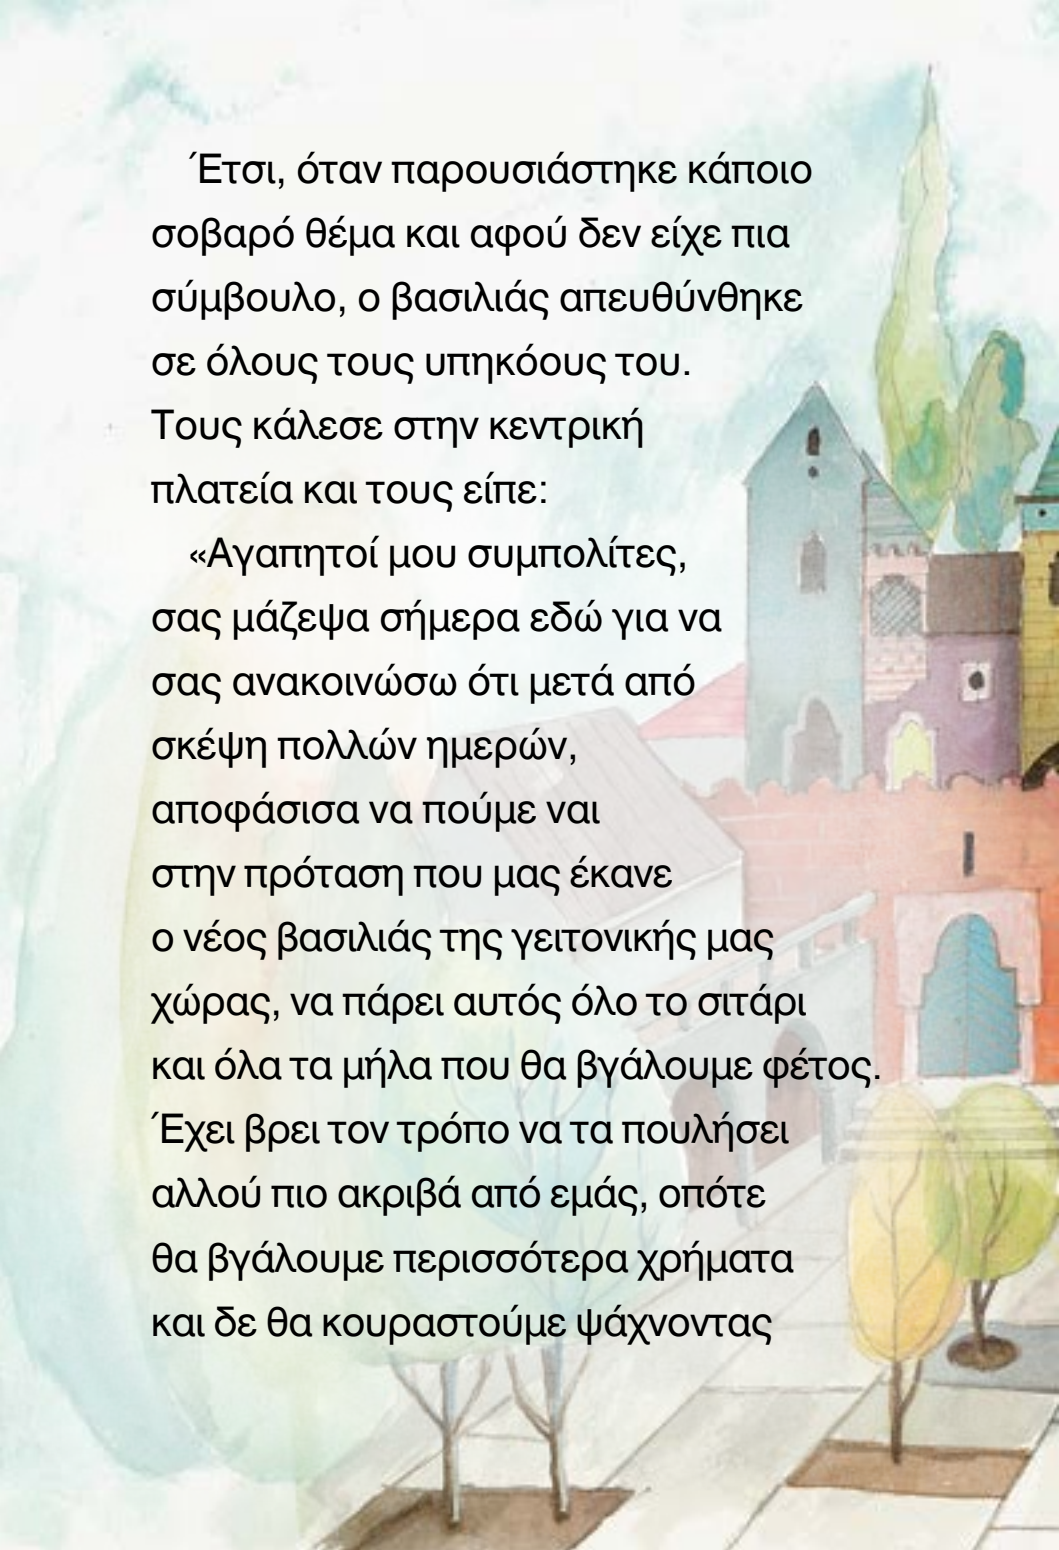 Έτσι, όταν παρουσιάστηκε κάποιο
σοβαρό θέμα και αφού δεν είχε πια
σύμβουλο, ο βασιλιάς απευθύνθηκε
σε όλους τους υπηκόους του.
Τους κάλεσε στην κεντρική
πλατεία και τους είπε:
«Αγαπητοί μου συμπολίτες,
σας μάζεψα σήμερα εδώ για να
σας ανακοινώσω ότι μετά από
σκέψη πολλών ημερών,
αποφάσισα να πούμε ναι
στην πρόταση που μας έκανε
ο νέος βασιλιάς της γειτονικής μας
χώρας, να πάρει αυτός όλο το σιτάρι
και όλα τα μήλα που θα βγάλουμε φέτος.
Έχει βρει τον τρόπο να τα πουλήσει
αλλού πιο ακριβά από εμάς, οπότε
θα βγάλουμε περισσότερα χρήματα
και δε θα κουραστούμε ψάχνοντας